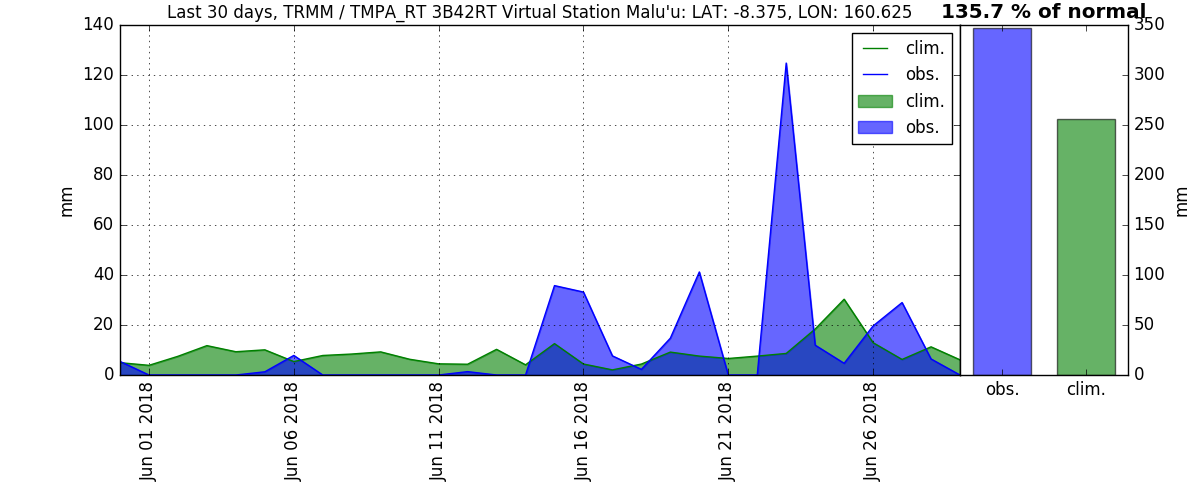 Last 30 days, TRMM / TMPA_RT 3B42RT Virtual Station Malu'u: LAT: -8.375, LON: 160.625
135.7 % of normal
140
120
100
80
60
40
20
0
mm
clim.
obs.
clim.
obs.
350
300
250
200
150
100
50
0
mm
Jun 01 2018
Jun 06 2018
Jun 11 2018
Jun 16 2018
Jun 21 2018
Jun 26 2018
obs.
clim.